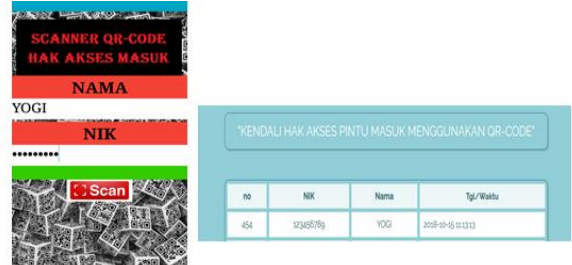 SCANNER QR-CODE
HAK AKSES MASUK
NAMA
YOGI
NIK
•••••••••
Scan
"KENDALI HAK AKSES PINTU MASUK MENGGUNAKAN QR-CODE"
no NIK Nama Tgl/Waktu
454 123456789 YOGI 2018-10-15 11:13:13